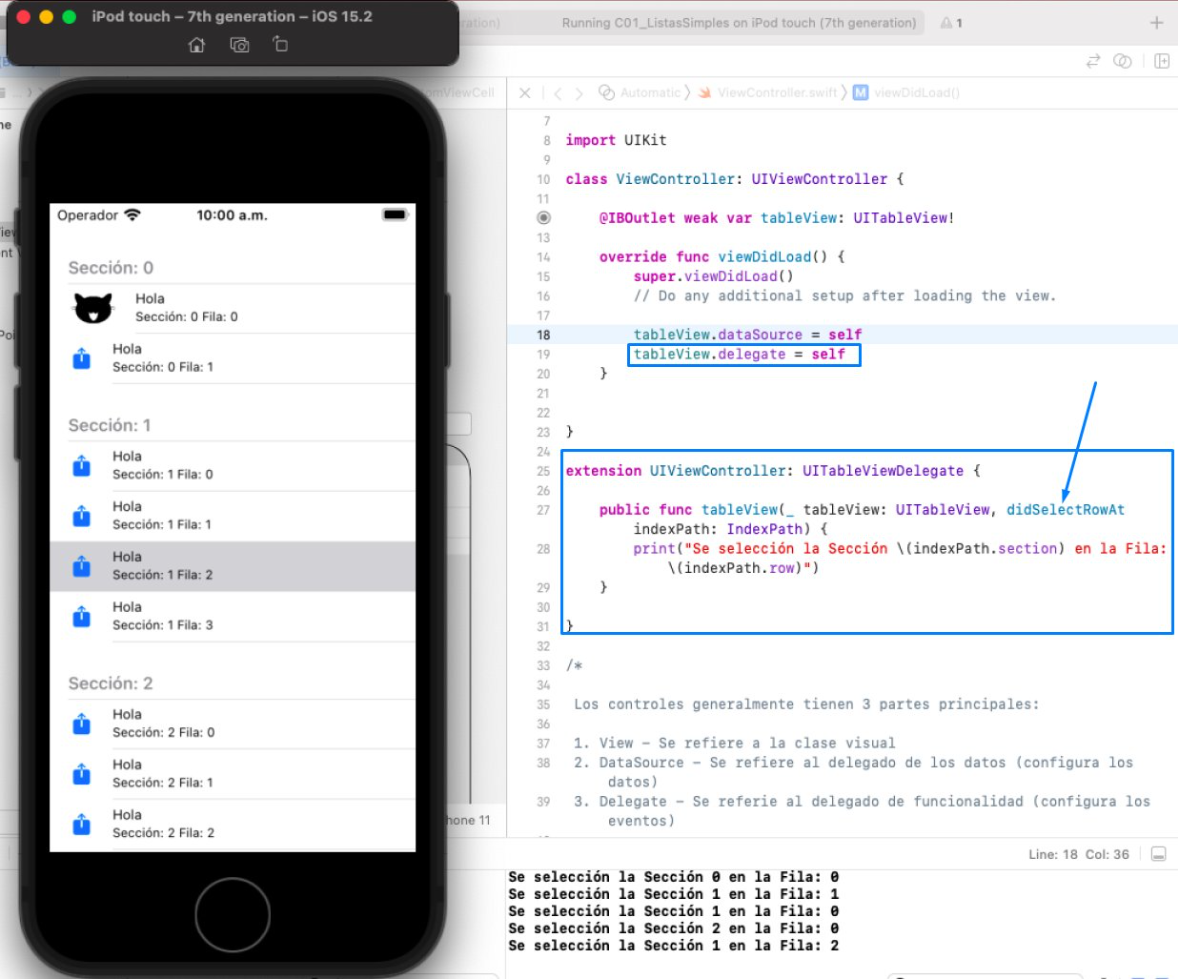 iPod touch – 7th generation – iOS 15.2
Running C01_ListasSimples on iPod touch (7th generation)
1
Automatic
ViewController.swift
M
viewDidLoad()
Operador
10:00 a.m.
Sección: 0
Hola
Sección: 0 Fila: 0
Hola
Sección: 0 Fila: 1
Sección: 1
Hola
Sección: 1 Fila: 0
Hola
Sección: 1 Fila: 1
Hola
Sección: 1 Fila: 2
Hola
Sección: 1 Fila: 3
Sección: 2
Hola
Sección: 2 Fila: 0
Hola
Sección: 2 Fila: 1
Hola
Sección: 2 Fila: 2
hone 11
7
8 import UIKit
9
10 class ViewController: UIViewController {
11
@IBOutlet weak var tableView: UITableView!
13
14 override func viewDidLoad() {
15 super.viewDidLoad()
16 // Do any additional setup after loading the view.
17
18 tableView.dataSource = self
19 tableView.delegate = self
20 }
21
22
23 }
24
25 extension UIViewController: UITableViewDelegate {
26
27 public func tableView(_ tableView: UITableView, didSelectRowAt
indexPath: IndexPath) {
28 print("Se selección la Sección \(indexPath.section) en la Fila:
\(indexPath.row)")
29 }
30
31 }
32
33 /*
34
35 Los controles generalmente tienen 3 partes principales:
36
37 1. View – Se refiere a la clase visual
38 2. DataSource – Se refiere al delegado de los datos (configura los
datos)
39 3. Delegate – Se referie al delegado de funcionalidad (configura los
eventos)
Line: 18 Col: 36
Se selección la Sección 0 en la Fila: 0
Se selección la Sección 1 en la Fila: 1
Se selección la Sección 1 en la Fila: 0
Se selección la Sección 2 en la Fila: 0
Se selección la Sección 1 en la Fila: 2